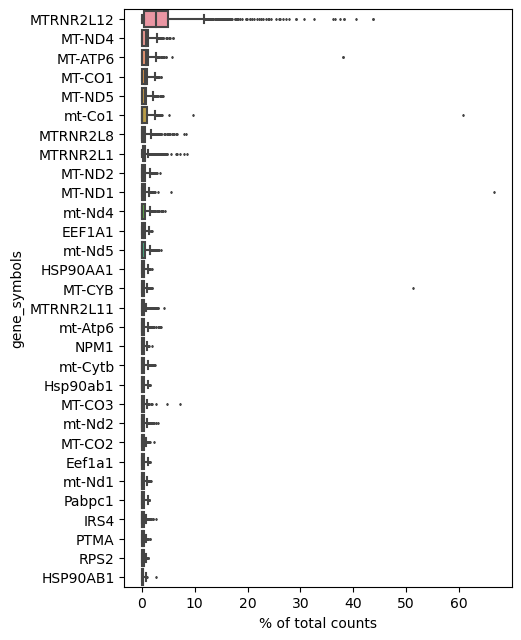 MTRNR2L12
MT-ND4
MT-ATP6
MT-CO1
MT-ND5
mt-Co1
MTRNR2L8
MTRNR2L1
MT-ND2
MT-ND1
mt-Nd4
EEF1A1
mt-Nd5
HSP90AA1
MT-CYB
MTRNR2L11
mt-Atp6
NPM1
mt-Cytb
Hsp90ab1
MT-CO3
mt-Nd2
MT-CO2
Eef1a1
mt-Nd1
Pabpc1
IRS4
PTMA
RPS2
HSP90AB1
gene_symbols
0 10 20 30 40 50 60
% of total counts